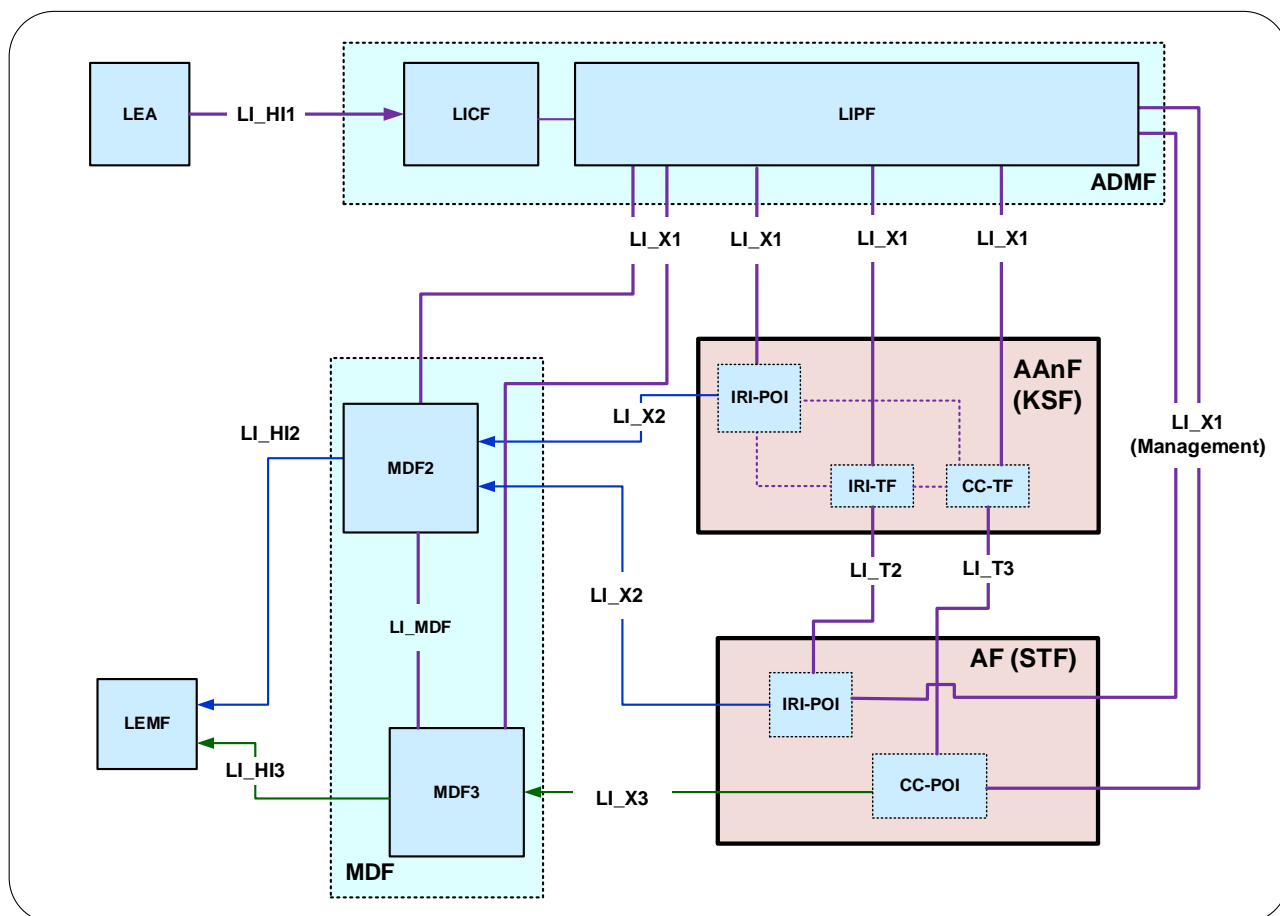 LEA
LI_HI1
LICF
LIPF
ADMF
LI_X1
LI_X1
LI_X1
LI_X1
AAnF
(KSF)
IRI-POI
LI_X2
LI_X1
(Management)
LI_HI2
MDF2
IRI-TF
CC-TF
LI_T2
LI_T3
LI_X2
LI_MDF
AF (STF)
IRI-POI
LEMF
LI_HI3
MDF3
LI_X3
CC-POI
MDF